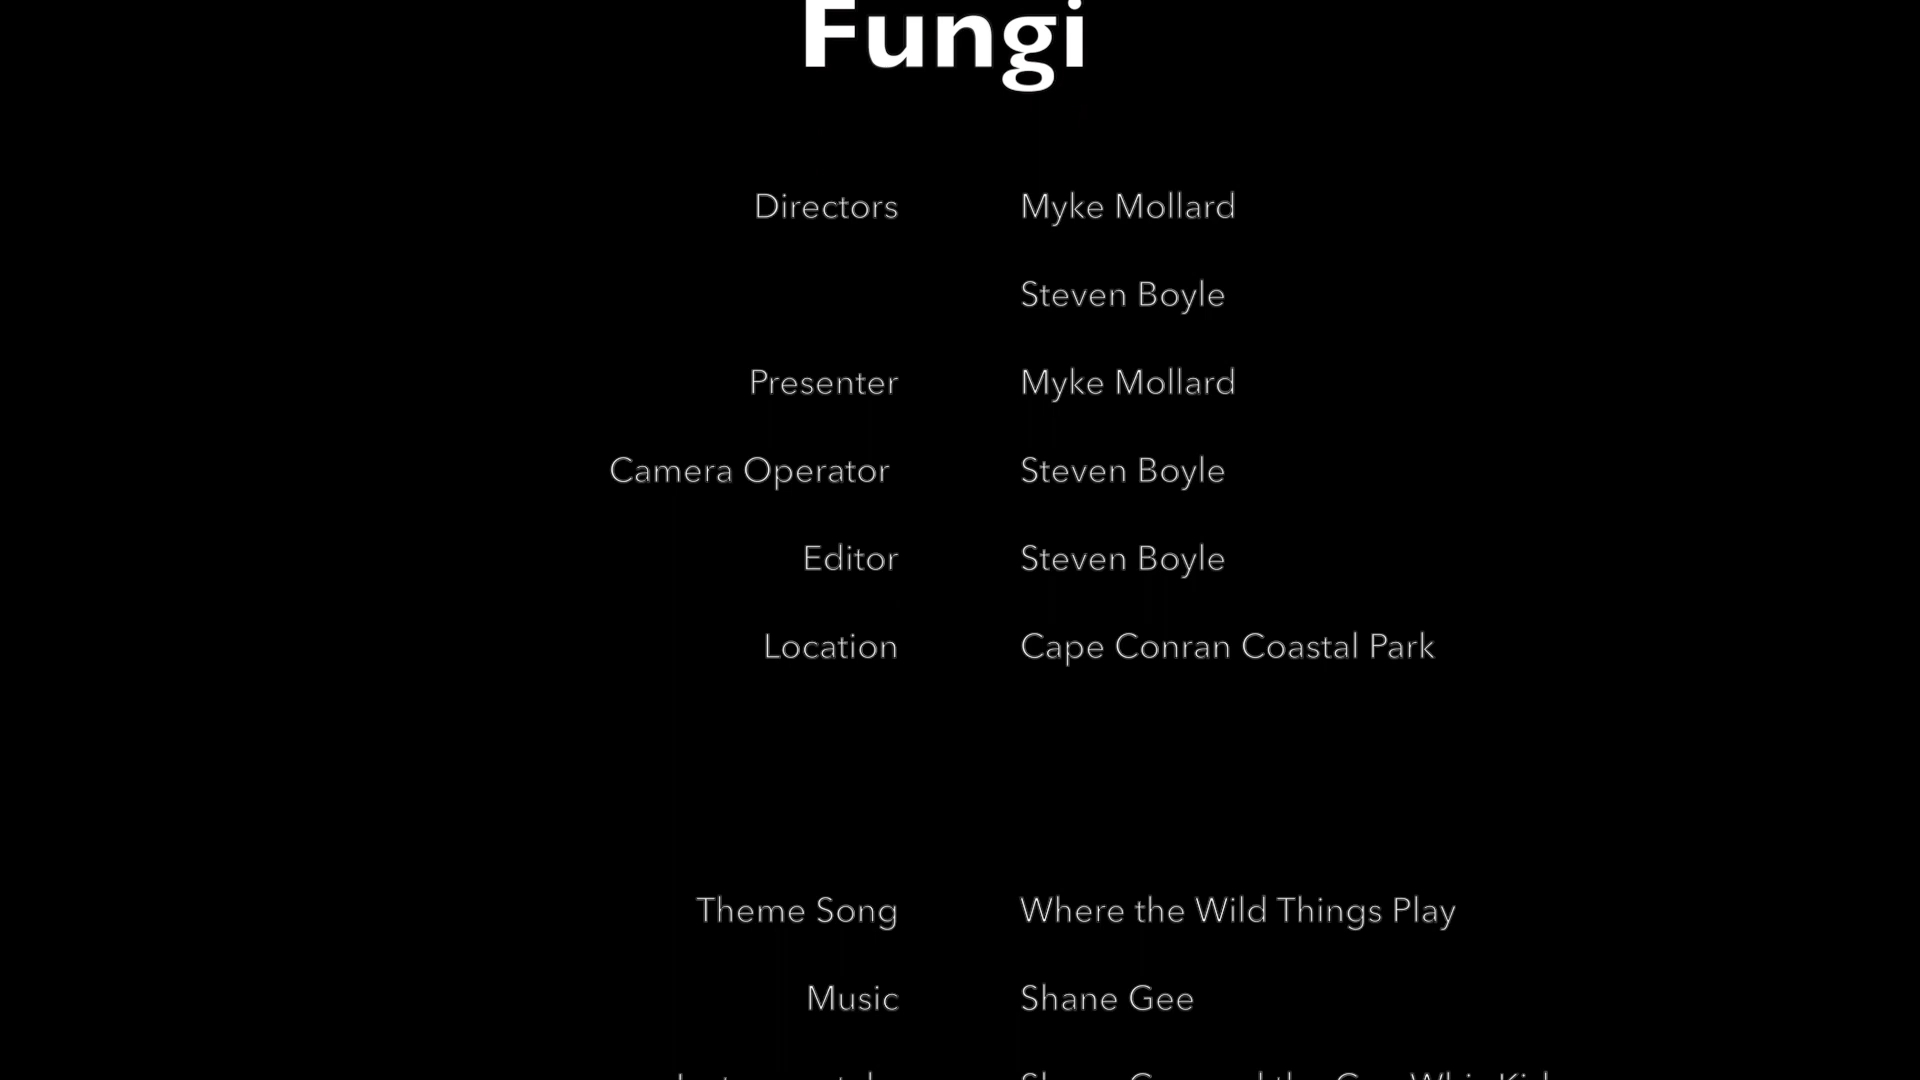 Fungi
Directors Myke Mollard
Steven Boyle
Presenter Myke Mollard
Camera Operator Steven Boyle
Editor Steven Boyle
Location Cape Conran Coastal Park
Theme Song Where the Wild Things Play
Music Shane Gee